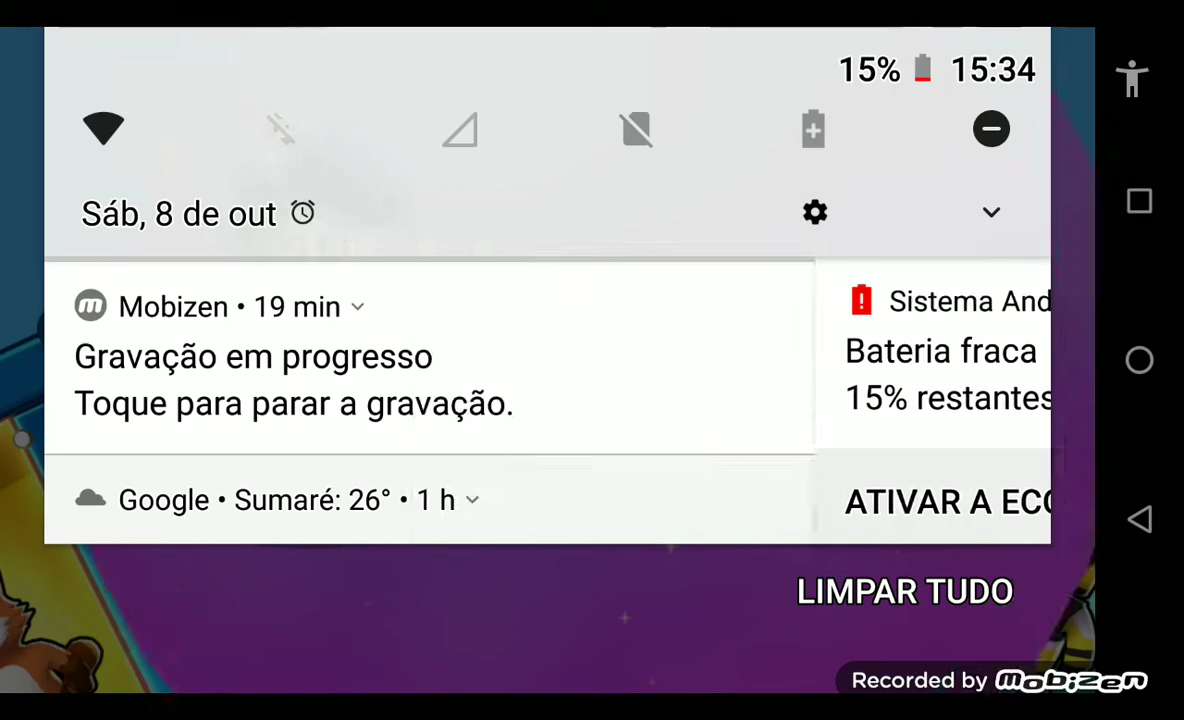 15% 15:34
Sáb, 8 de out
m Mobizen • 19 min
Gravação em progresso
Toque para parar a gravação.
Sistema And
Bateria fraca
15% restantes
Google • Sumaré: 26° • 1 h
ATIVAR A ECO
LIMPAR TUDO
Recorded by mobizen